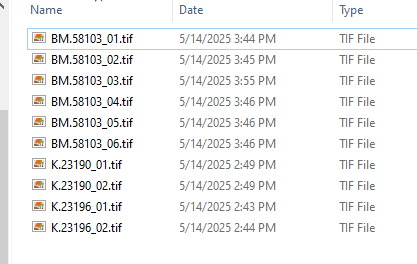 Name Date Type
BM.58103_01.tif 5/14/2025 3:44 PM TIF File
BM.58103_02.tif 5/14/2025 3:45 PM TIF File
BM.58103_03.tif 5/14/2025 3:55 PM TIF File
BM.58103_04.tif 5/14/2025 3:46 PM TIF File
BM.58103_05.tif 5/14/2025 3:46 PM TIF File
BM.58103_06.tif 5/14/2025 3:46 PM TIF File
K.23190_01.tif 5/14/2025 2:49 PM TIF File
K.23190_02.tif 5/14/2025 2:49 PM TIF File
K.23196_01.tif 5/14/2025 2:43 PM TIF File
K.23196_02.tif 5/14/2025 2:44 PM TIF File